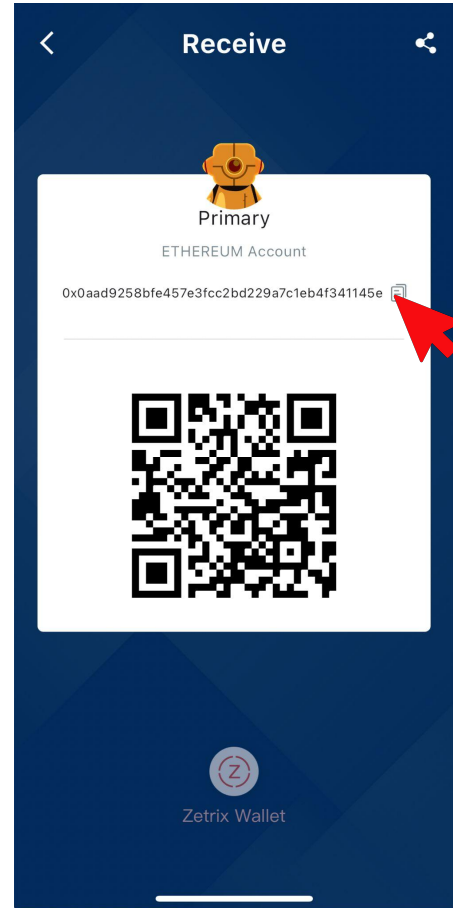 Receive
Primary
ETHEREUM Account
0x0aad9258bfe457e3fcc2bd229a7c1eb4f341145e
Z
Zetrix Wallet